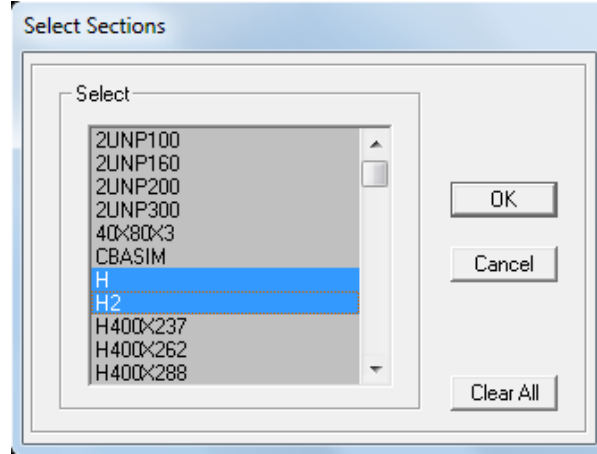 Select Sections
Select
2UNP100
2UNP160
2UNP200
2UNP300
40X80X3
CBASIM
H
H2
H400X237
H400X262
H400X288
OK
Cancel
Clear All